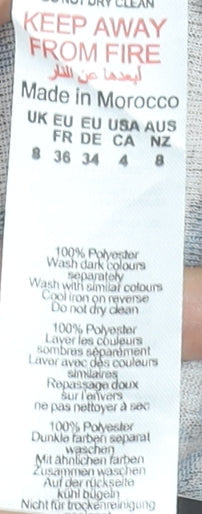 DO NOT DRY CLEAN
KEEP AWAY
FROM FIRE
أبعدها عن النار
Made in Morocco
UK EU EU USA AUS
FR DE CA NZ
8 36 34 4 8
100% Polyester
Wash dark colours
separately
Wash with similar colours
Cool iron on reverse
Do not dry clean
100% Polyester
Laver les couleurs
sombres séparément
Laver avec des couleurs
similaires
Repassage doux
sur l'envers
ne pas nettoyer à sec
100% Polyester
Dunkle farben separat
waschen
Mit ähnlichen farben
Zusammen waschen
Auf der rückseite
kühl bügeln
Nicht für trockenreinigung